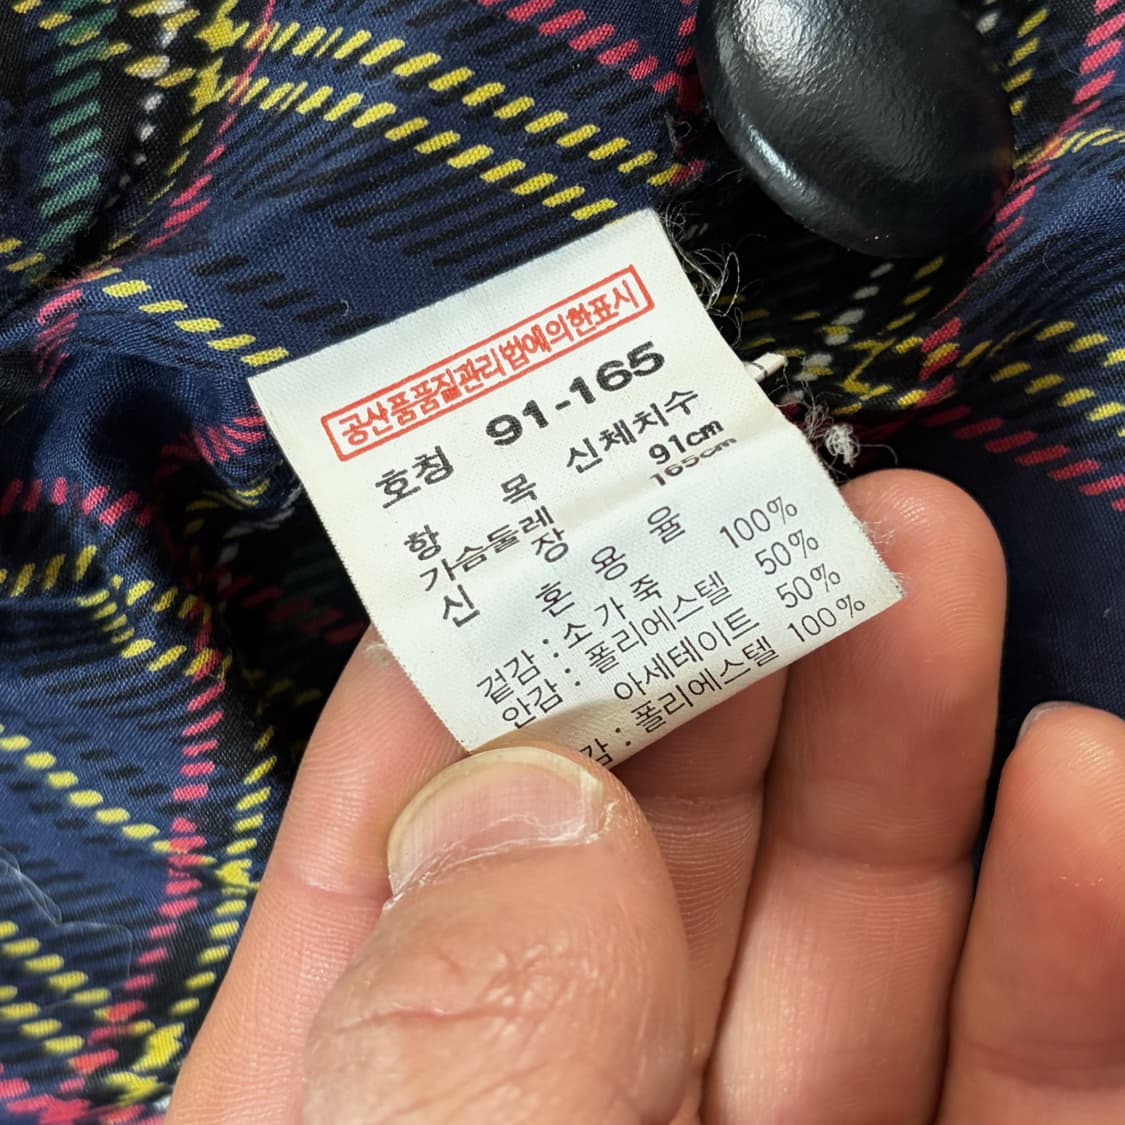 공산품품질관리법에의한표시
호칭 91-165
항 목 신체치수
가슴둘레 91cm
신 장 165cm
혼 용 율
겉감 : 소 가 죽 100%
안감 : 폴리에스텔 50%
아세테이트 50%
감 : 폴리에스텔 100%